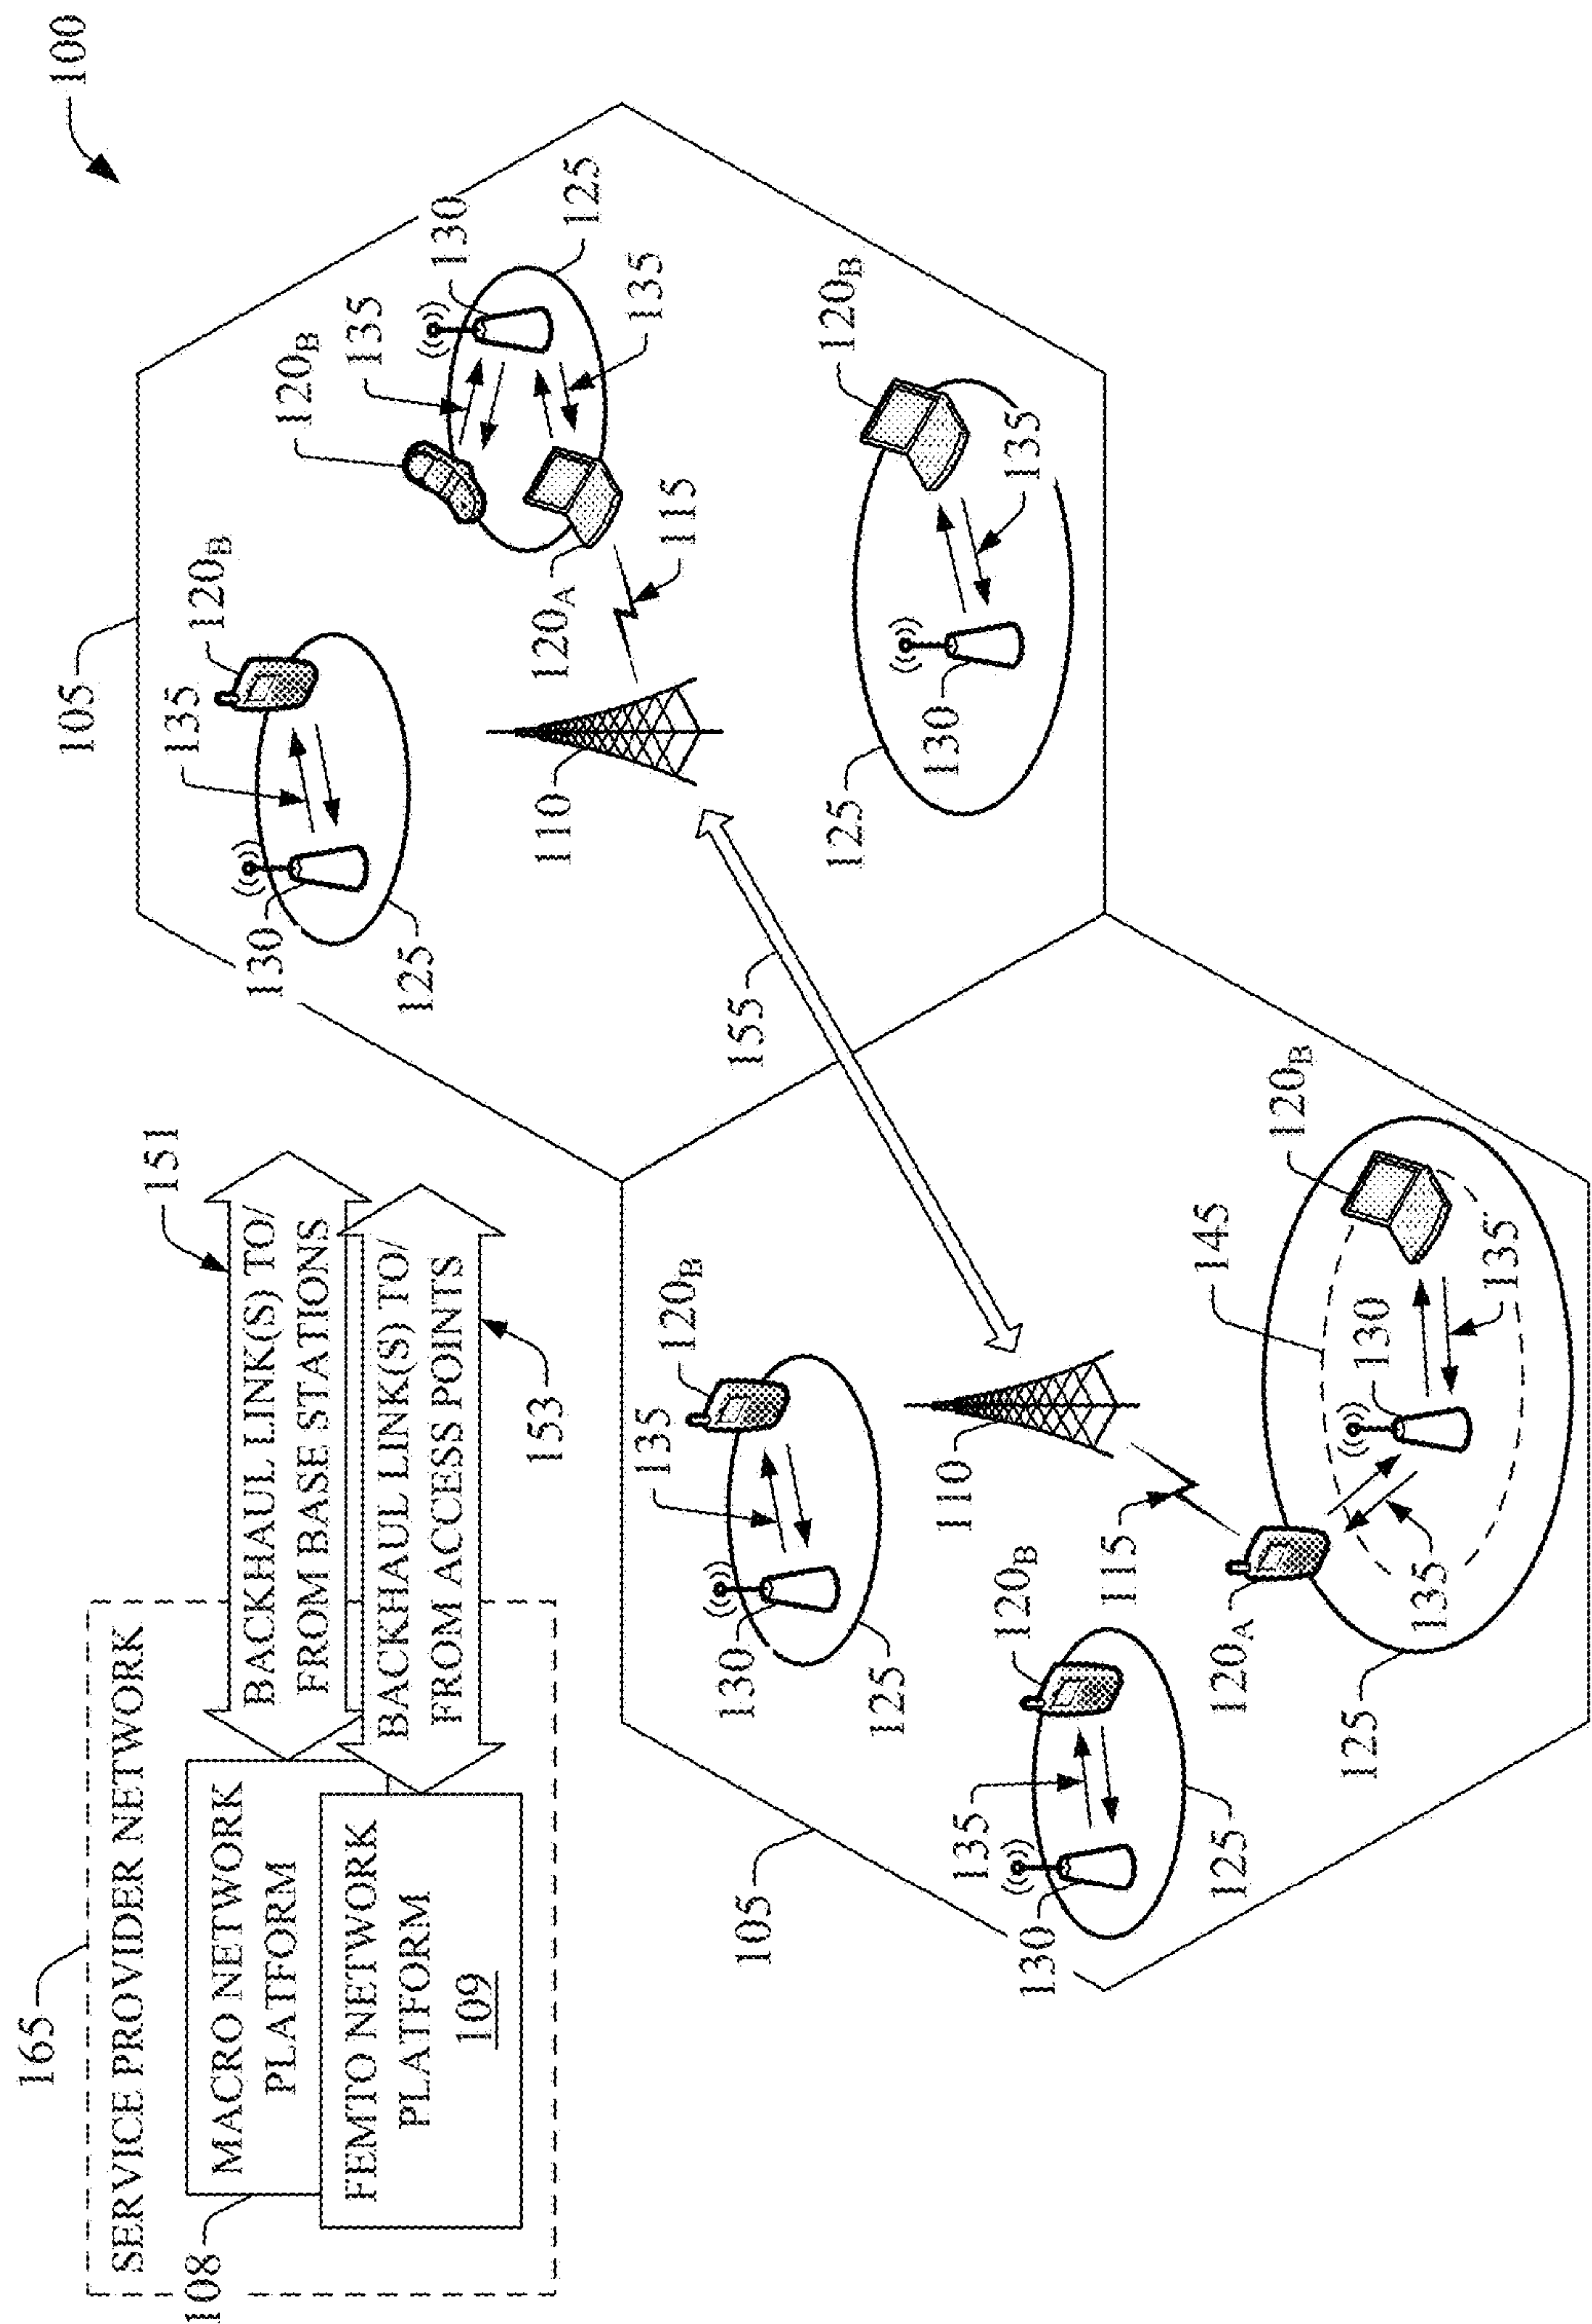 165
100
105
SERVICE PROVIDER NETWORK
151
135
120B
108
MACRO NETWORK
PLATFORM
BACKHAUL LINK(S) TO/
FROM BASE STATIONS
130
120B
135
FEMTO NETWORK
PLATFORM
109
BACKHAUL LINK(S) TO/
FROM ACCESS POINTS
125
130
153
110
120A
125
135
135
120B
115
130
105
155
125
120B
125
110
130
135
120B
135
130
115
145
125
120A
120B
125
130
135
135